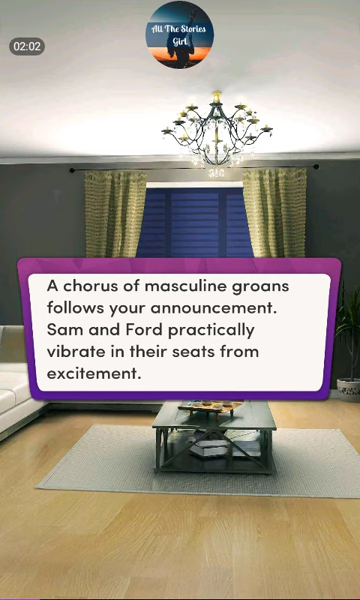 All The Stories
Girl
02:02
A chorus of masculine groans
follows your announcement.
Sam and Ford practically
vibrate in their seats from
excitement.